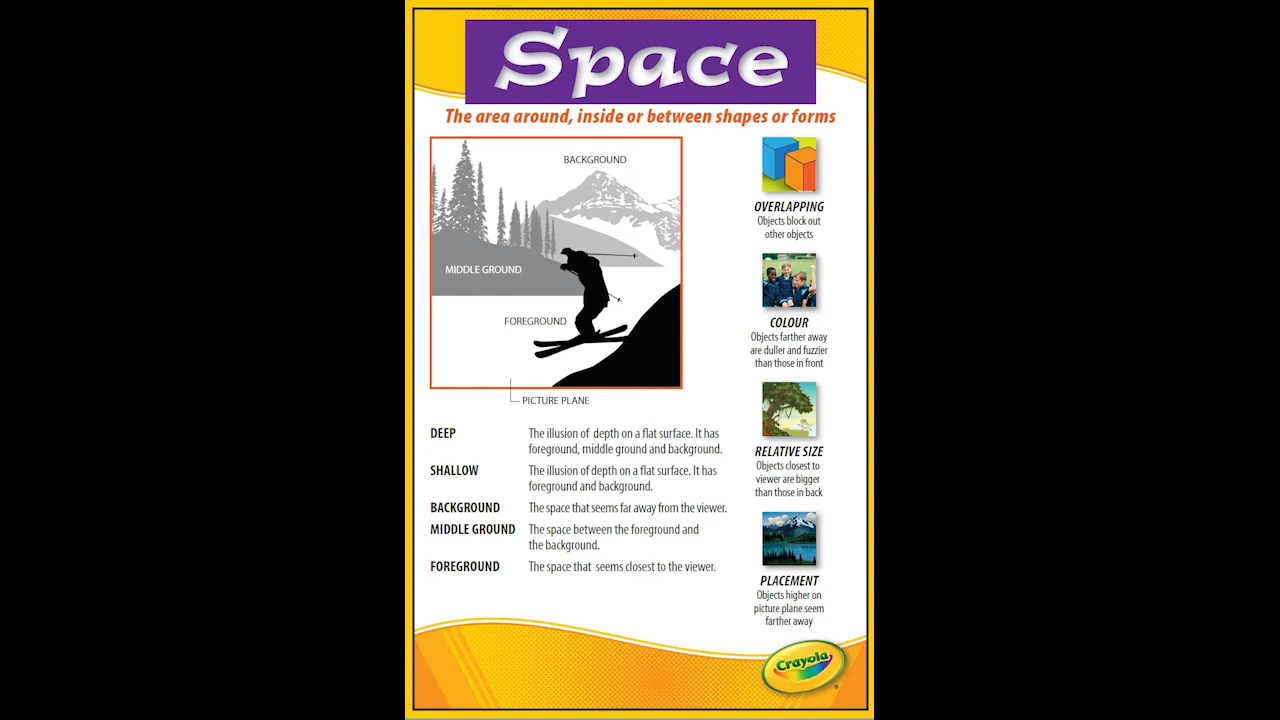 Space
The area around, inside or between shapes or forms
BACKGROUND
MIDDLE GROUND
FOREGROUND
PICTURE PLANE
DEEP The illusion of depth on a flat surface. It has
foreground, middle ground and background.
SHALLOW The illusion of depth on a flat surface. It has
foreground and background.
BACKGROUND The space that seems far away from the viewer.
MIDDLE GROUND The space between the foreground and
the background.
FOREGROUND The space that seems closest to the viewer.
OVERLAPPING
Objects block out
other objects
COLOUR
Objects farther away
are duller and fuzzier
than those in front
RELATIVE SIZE
Objects closest to
viewer are bigger
than those in back
PLACEMENT
Objects higher on
picture plane seem
farther away
Crayola